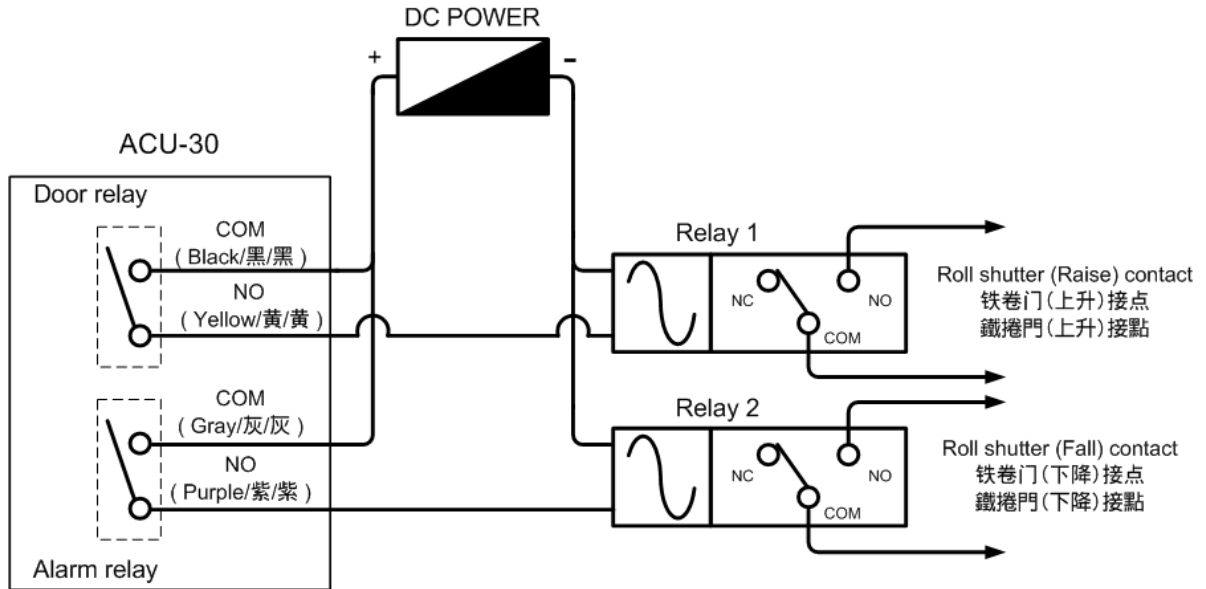 DC POWER
+ -
ACU-30
Door relay
COM
( Black/黑/黑 )
NO
( Yellow/黄/黄 )
COM
( Gray/灰/灰 )
NO
( Purple/紫/紫 )
Alarm relay
Relay 1
NC
NO
COM
Roll shutter (Raise) contact
铁卷门(上升)接点
鐵捲門(上升)接點
Relay 2
NC
NO
COM
Roll shutter (Fall) contact
铁卷门(下降)接点
鐵捲門(下降)接點